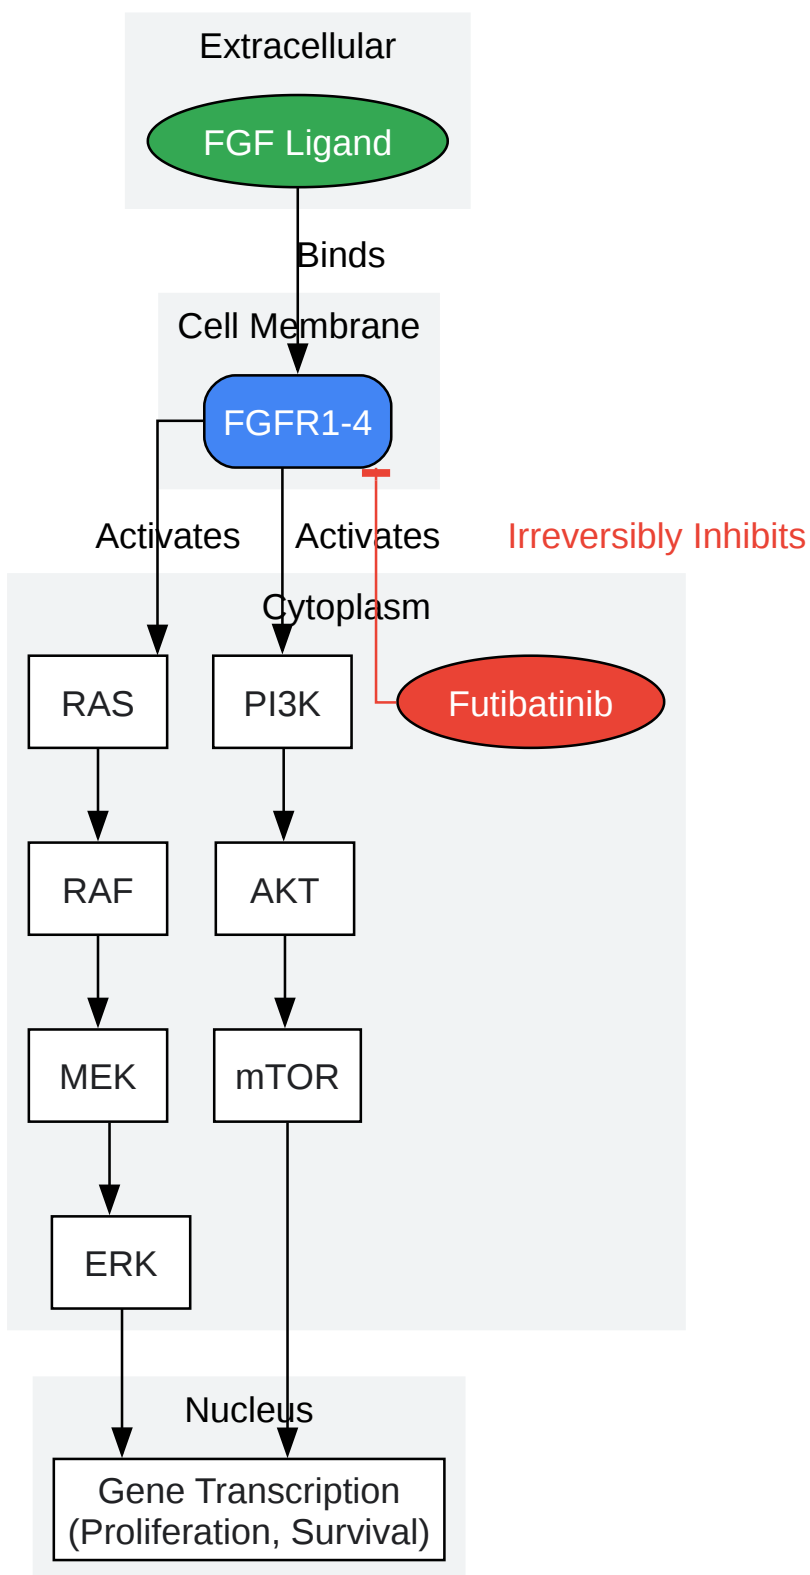 Extracellular
FGF Ligand
Binds
Cell Membrane
FGFR1-4
Activates
Activates
Irreversibly Inhibits
Cytoplasm
RAS
PI3K
Futibatinib
RAF
AKT
MEK
mTOR
ERK
Nucleus
Gene Transcription
(Proliferation, Survival)